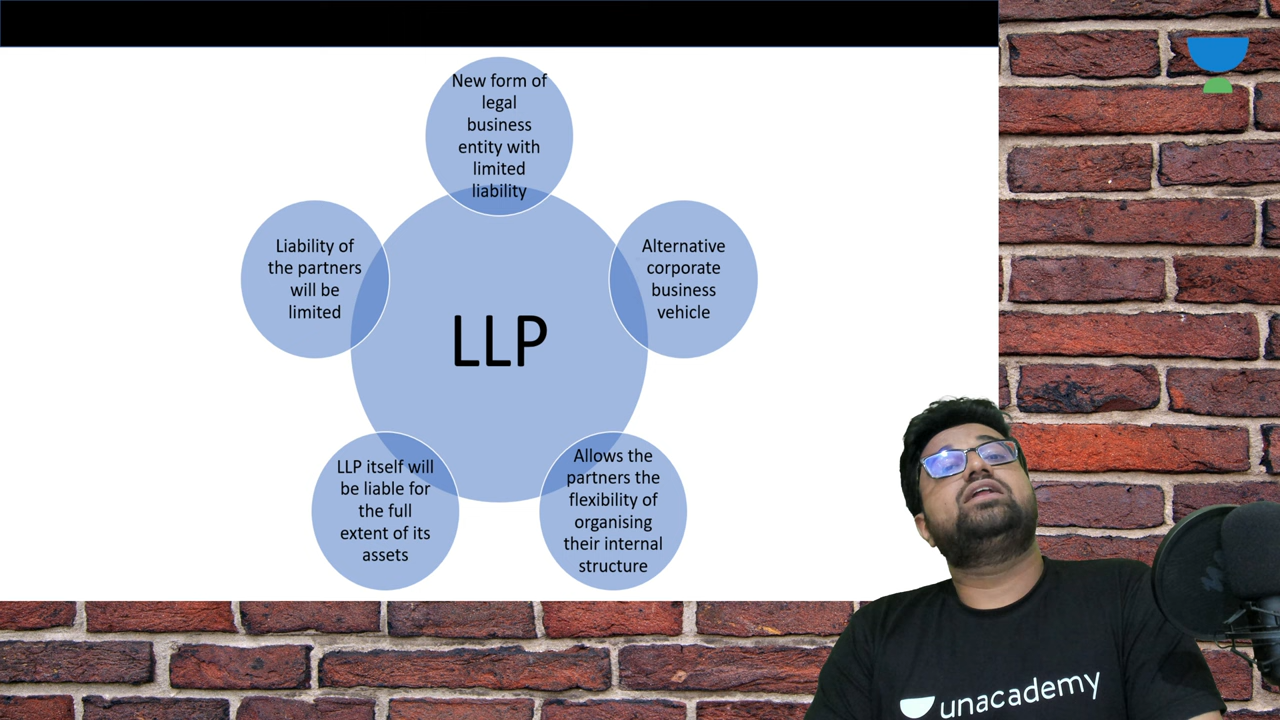 New form of
legal
business
entity with
limited
liability
Alternative
corporate
business
vehicle
Allows the
partners the
flexibility of
organising
their internal
structure
LLP itself will
be liable for
the full
extent of its
assets
Liability of
the partners
will be
limited
LLP
unacademy